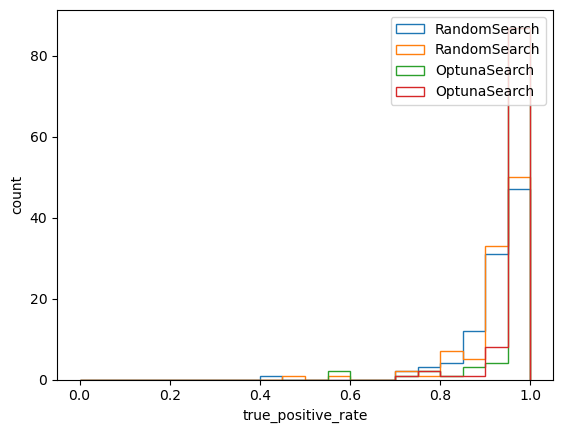 RandomSearch
RandomSearch
OptunaSearch
OptunaSearch
80
60
40
20
0
count
0.0 0.2 0.4 0.6 0.8 1.0
true_positive_rate